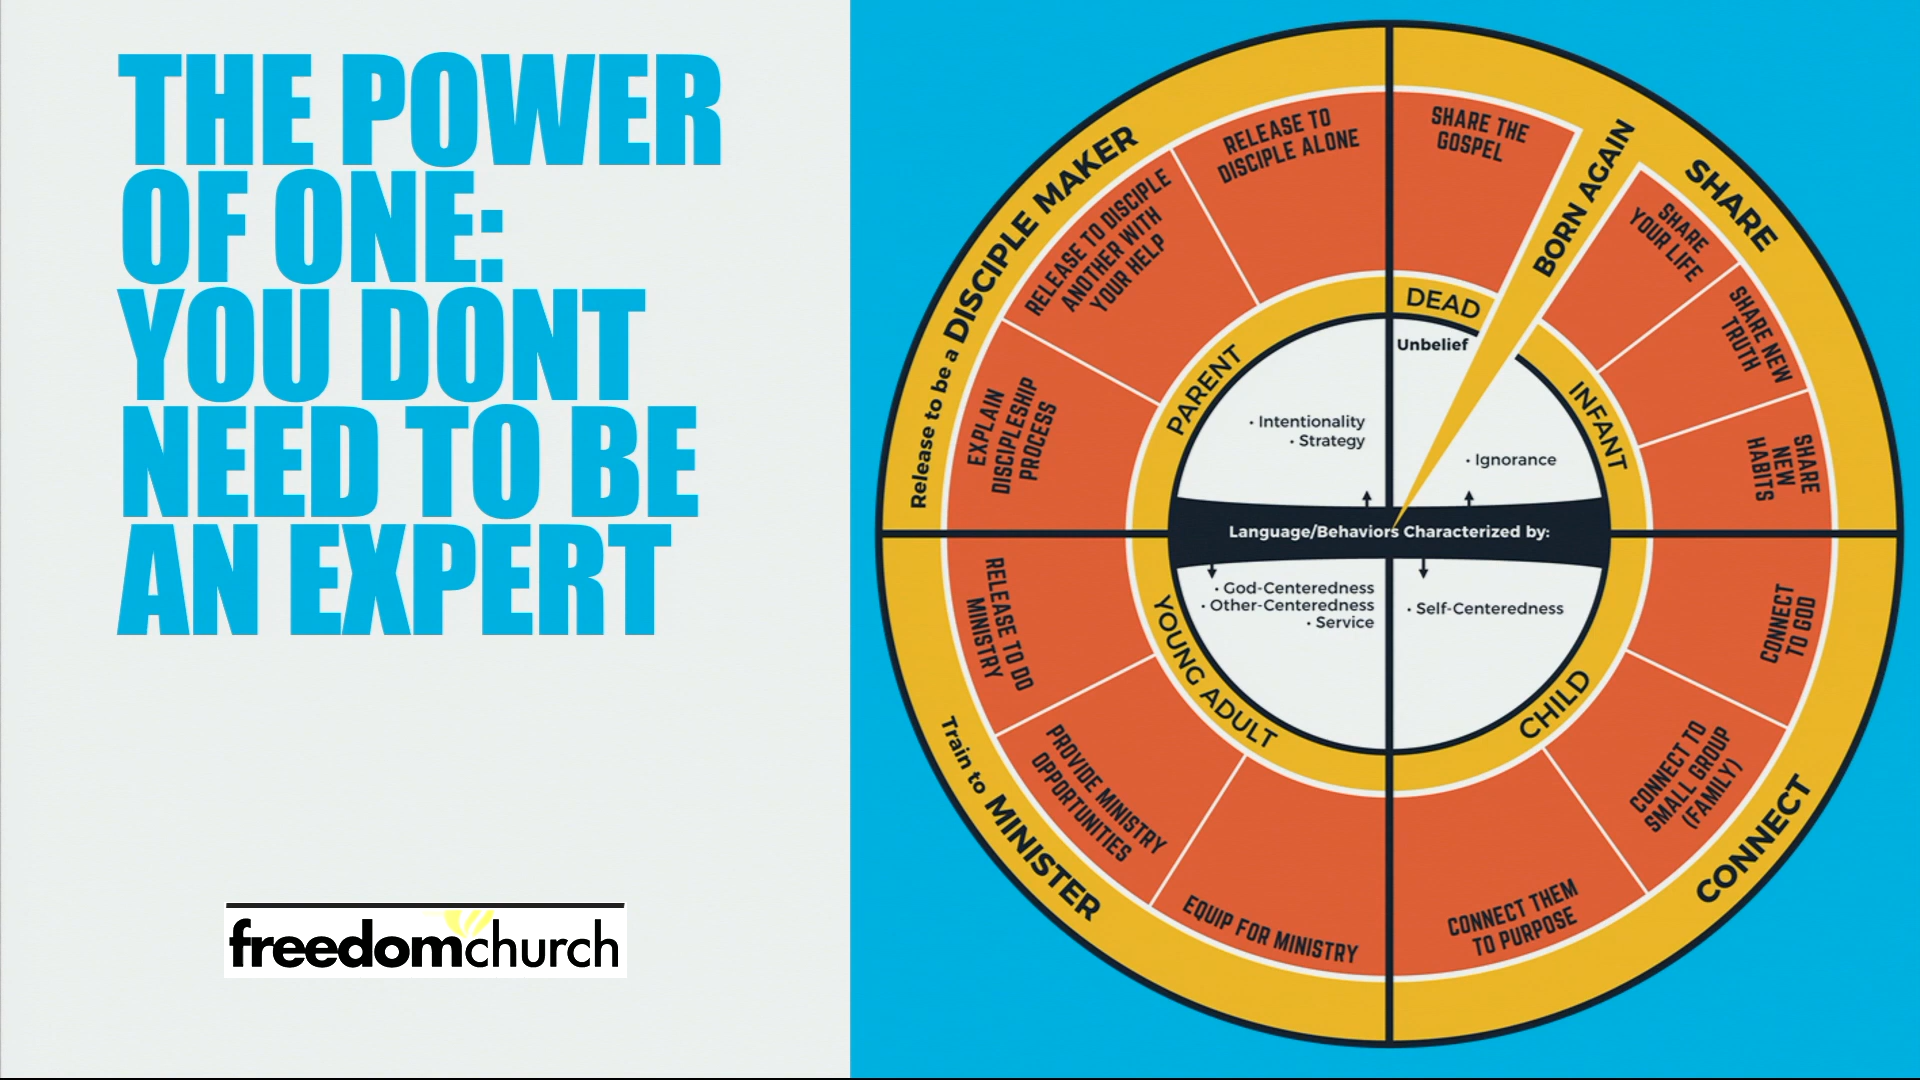 THE POWER
OF ONE:
YOU DONT
NEED TO BE
AN EXPERT
freedomchurch
SHARE
SHARE THE
GOSPEL
BORN AGAIN
SHARE
YOUR LIFE
SHARE NEW
TRUTH
SHARE
NEW
HABITS
DEAD
Unbelief
INFANT
• Ignorance
CONNECT
CONNECT
TO GOD
CONNECT TO
SMALL GROUP
(FAMILY)
CONNECT THEM
TO PURPOSE
CHILD
• Self-Centeredness
Train to MINISTER
EQUIP FOR MINISTRY
PROVIDE MINISTRY
OPPORTUNITIES
RELEASE TO DO
MINISTRY
YOUNG ADULT
• God-Centeredness
• Other-Centeredness
• Service
Release to be a DISCIPLE MAKER
EXPLAIN
DISCIPLESHIP
PROCESS
RELEASE TO DISCIPLE
ANOTHER WITH
YOUR HELP
RELEASE TO
DISCIPLE ALONE
PARENT
• Intentionality
• Strategy
Language/Behaviors Characterized by: